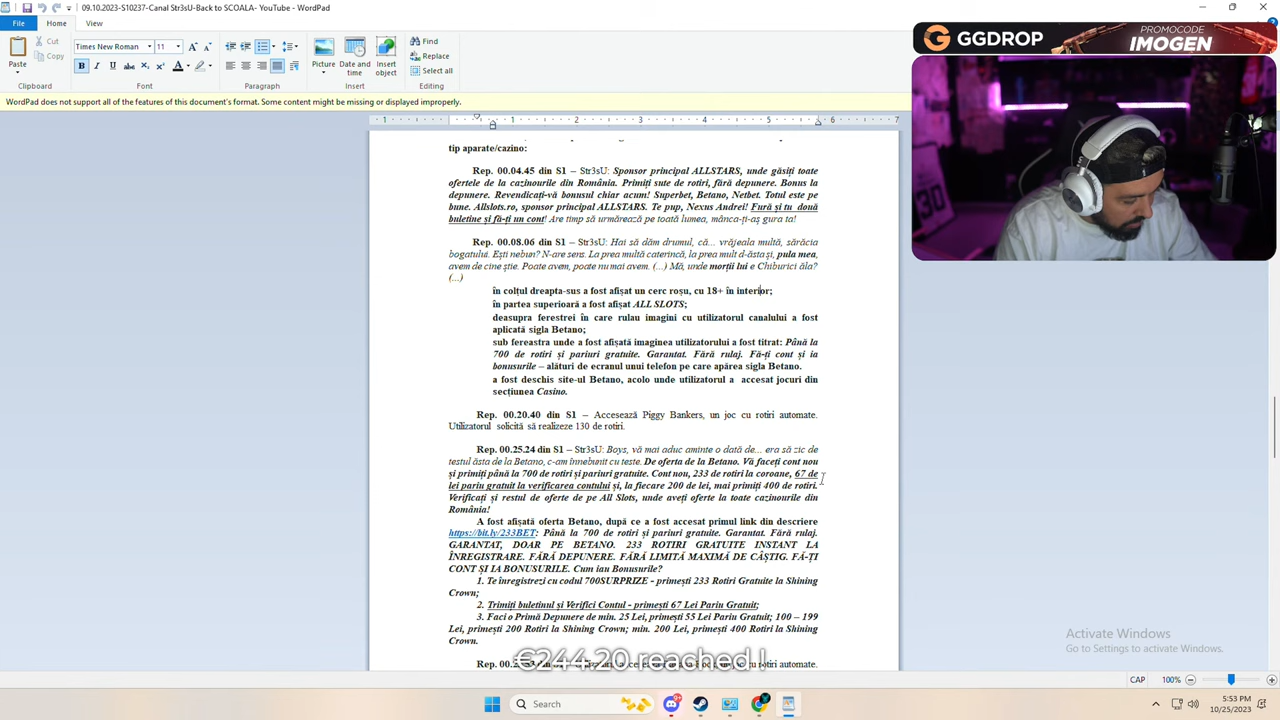 09.10.2023-S10237-Canal Str3sU-Back to SCOALA- YouTube - WordPad
File
Home
View
Paste
Cut
Copy
Clipboard
Times New Roman
11
Font
Paragraph
Picture
Date and time
Insert object
Insert
Find
Replace
Select all
Editing
GGDROP
PROMOCODE
IMOGEN
WordPad does not support all of the features of this document's format. Some content might be missing or displayed improperly.
1 1 2 3 4 5 6 7
tip aparate/cazino:
Rep. 00.04.45 din S1 – Str3sU: Sponsor principal ALLSTARS, unde găsiți toate
ofertele de la cazinourile din România. Primiți sute de rotiri, fără depunere. Bonus la
depunere. Revendicați-vă bonusul chiar acum! Superbet, Betano, Netbet. Totul este pe
bune. Allslots.ro, sponsor principal ALLSTARS. Te pup, Nexus Andrei! Fură și tu două
buletine și fă-ți un cont! Are timp să urmărească pe toată lumea, mânca-ți-aș gura ta!
Rep. 00.08.06 din S1 – Str3sU: Hai să dăm drumul, că... vrăjeala multă, sărăcia
bogatului. Ești nebun? N-are sens. La prea multă caterincă, la prea mult d-ăsta și, pula mea,
avem de cine știe. Poate avem, poate nu mai avem. (...) Mă, unde morții lui e Chiburici ăla?
(...)
în colțul dreapta-sus a fost afișat un cerc roșu, cu 18+ în interior;
în partea superioară a fost afișat ALL SLOTS;
deasupra ferestrei în care rulau imagini cu utilizatorul canalului a fost
aplicată sigla Betano;
sub fereastra unde a fost afișată imaginea utilizatorului a fost titrat: Până la
700 de rotiri și pariuri gratuite. Garantat. Fără rulaj. Fă-ți cont și ia
bonusurile – alături de ecranul unui telefon pe care apărea sigla Betano.
a fost deschis site-ul Betano, acolo unde utilizatorul a accesat jocuri din
secțiunea Casino.
Rep. 00.20.40 din S1 – Accesează Piggy Bankers, un joc cu rotiri automate.
Utilizatorul solicită să realizeze 130 de rotiri.
Rep. 00.25.24 din S1 – Str3sU: Boys, vă mai aduc aminte o dată de... era să zic de
testul ăsta de la Betano, c-am înnebunit cu teste. De oferta de la Betano. Vă faceți cont nou
și primiți până la 700 de rotiri și pariuri gratuite. Cont nou, 233 de rotiri la coroane, 67 de
lei pariu gratuit la verificarea contului și, la fiecare 200 de lei, mai primiți 400 de rotiri.
Verificați și restul de oferte de pe All Slots, unde aveți oferte la toate cazinourile din
România!
A fost afișată oferta Betano, după ce a fost accesat primul link din descriere
https://bit.ly/233BET: Până la 700 de rotiri și pariuri gratuite. Garantat. Fără rulaj.
GARANTAT, DOAR PE BETANO. 233 ROTIRI GRATUITE INSTANT LA
ÎNREGISTRARE. FĂRĂ DEPUNERE. FĂRĂ LIMITĂ MAXIMĂ DE CÂȘTIG. FĂ-ȚI
CONT ȘI IA BONUSURILE. Cum iau Bonusurile?
1. Te înregistrezi cu codul 700SURPRIZE - primești 233 Rotiri Gratuite la Shining
Crown;
2. Trimiți buletinul și Verifici Contul - primești 67 Lei Pariu Gratuit;
3. Faci o Primă Depunere de min. 25 Lei, primești 55 Lei Pariu Gratuit; 100 – 199
Lei, primești 200 Rotiri la Shining Crown; min. 200 Lei, primești 400 Rotiri la Shining
Crown.
€244.20 reached !
Activate Windows
Go to Settings to activate Windows.
CAP
100%
Search
5:53 PM
10/25/2023